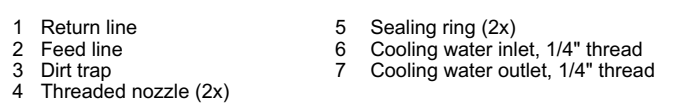 1 Return line
2 Feed line
3 Dirt trap
4 Threaded nozzle (2x)
5 Sealing ring (2x)
6 Cooling water inlet, 1/4" thread
7 Cooling water outlet, 1/4" thread